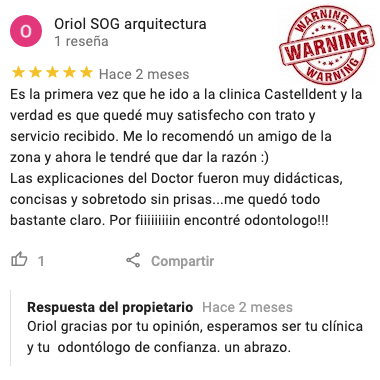 O
Oriol SOG arquitectura
1 reseña
WARNING
WARNING
WARNING
Hace 2 meses
Es la primera vez que he ido a la clinica Castelldent y la
verdad es que quedé muy satisfecho con trato y
servicio recibido. Me lo recomendó un amigo de la
zona y ahora le tendré que dar la razón :)
Las explicaciones del Doctor fueron muy didácticas,
concisas y sobretodo sin prisas...me quedó todo
bastante claro. Por fiiiiiiiiin encontré odontologo!!!
1
Compartir
Respuesta del propietario Hace 2 meses
Oriol gracias por tu opinión, esperamos ser tu clínica
y tu odontólogo de confianza. un abrazo.